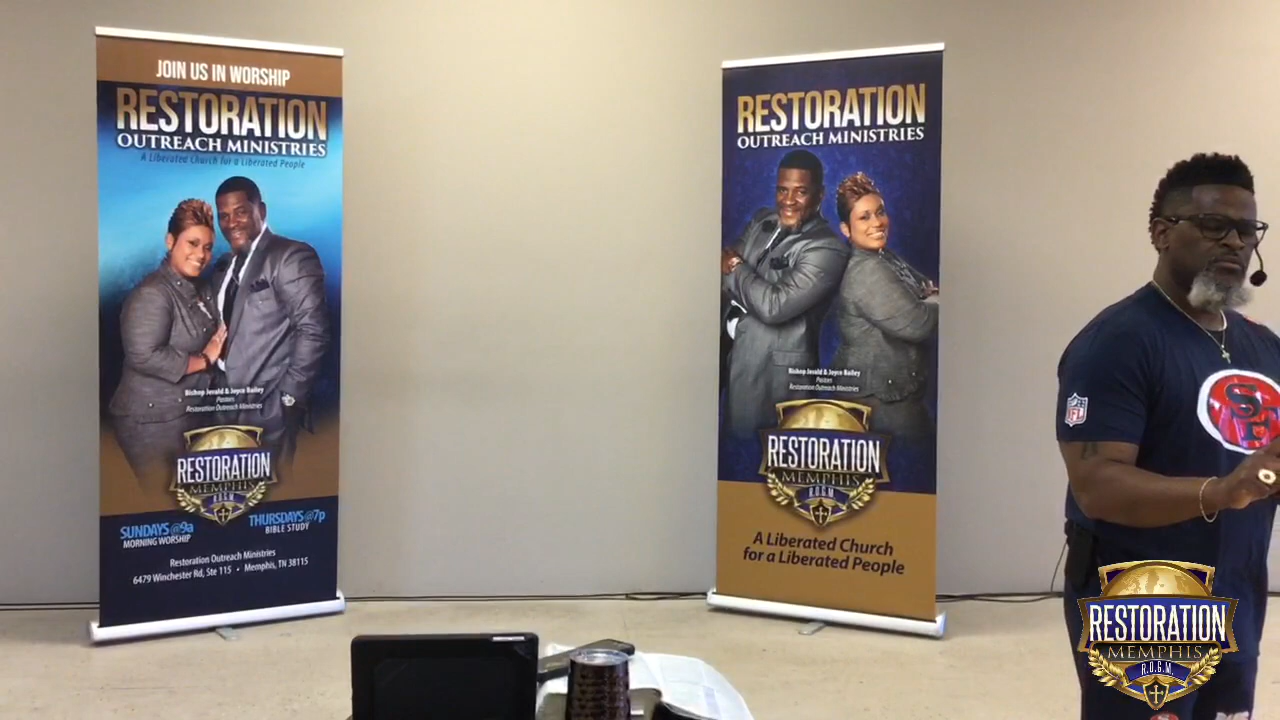 JOIN US IN WORSHIP
RESTORATION
OUTREACH MINISTRIES
A Liberated Church for a Liberated People
Bishop Jerald & Joyce Bailey
Pastors
Restoration Outreach Ministries
RESTORATION
MEMPHIS
R.O.G.M.
SUNDAYS @9a
MORNING WORSHIP
THURSDAYS @7p
BIBLE STUDY
Restoration Outreach Ministries
6479 Winchester Rd, Ste 115 • Memphis, TN 38115
RESTORATION
OUTREACH MINISTRIES
Bishop Jerald & Joyce Bailey
Pastors
Restoration Outreach Ministries
RESTORATION
MEMPHIS
R.O.G.M.
A Liberated Church
for a Liberated People
NFL
SF
RESTORATION
MEMPHIS
R.O.G.M.